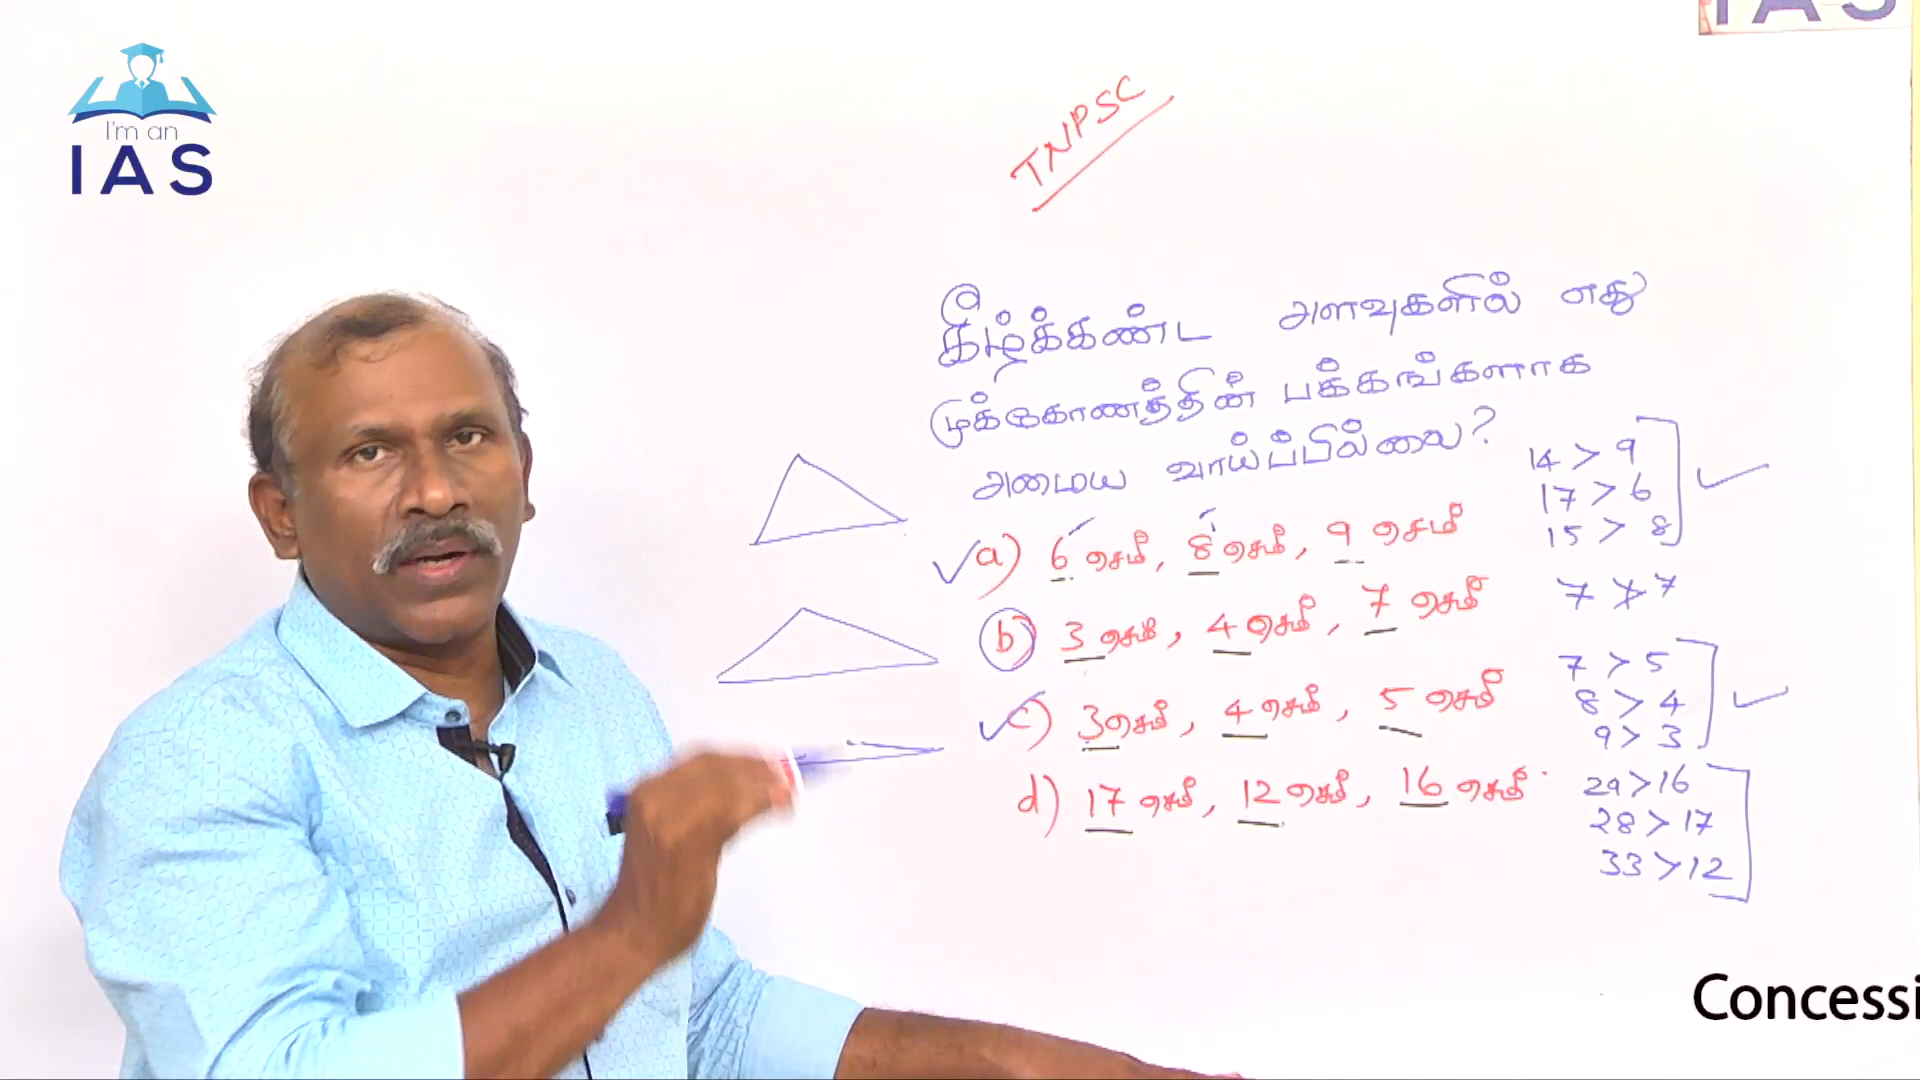 I'm an
IAS
IAS
TNPSC
கீழ்க்கண்ட அளவுகளில் எது
முக்கோணத்தின் பக்கங்களாக
அமைய வாய்ப்பில்லை?
a) 6 செமீ, 8 செமீ, 9 செமீ
b) 3 செமீ, 4 செமீ, 7 செமீ
c) 3 செமீ, 4 செமீ, 5 செமீ
d) 17 செமீ, 12 செமீ, 16 செமீ
14 > 9
17 > 6
15 > 8
7 ≯ 7
7 > 5
8 > 4
9 > 3
29 > 16
28 > 17
33 > 12
Concessi